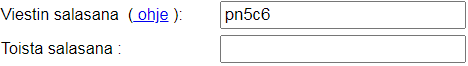 Viestin salasana ( ohje ): pn5c6
Toista salasana :